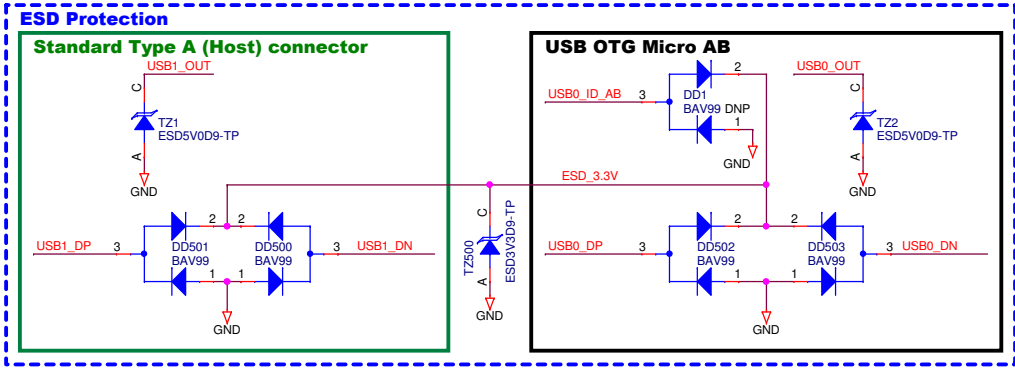 ESD Protection
Standard Type A (Host) connector
USB OTG Micro AB
USB1_OUT
C
TZ1
ESD5V0D9-TP
A
GND
USB0_ID_AB
3
2
DD1
BAV99 DNP
1
GND
USB0_OUT
C
TZ2
ESD5V0D9-TP
A
GND
ESD_3.3V
USB1_DP
3
2
2
DD501
BAV99
DD500
BAV99
1
1
3
USB1_DN
GND
C
TZ500
ESD3V3D9-TP
A
GND
USB0_DP
3
2
2
DD502
BAV99
DD503
BAV99
1
1
3
USB0_DN
GND